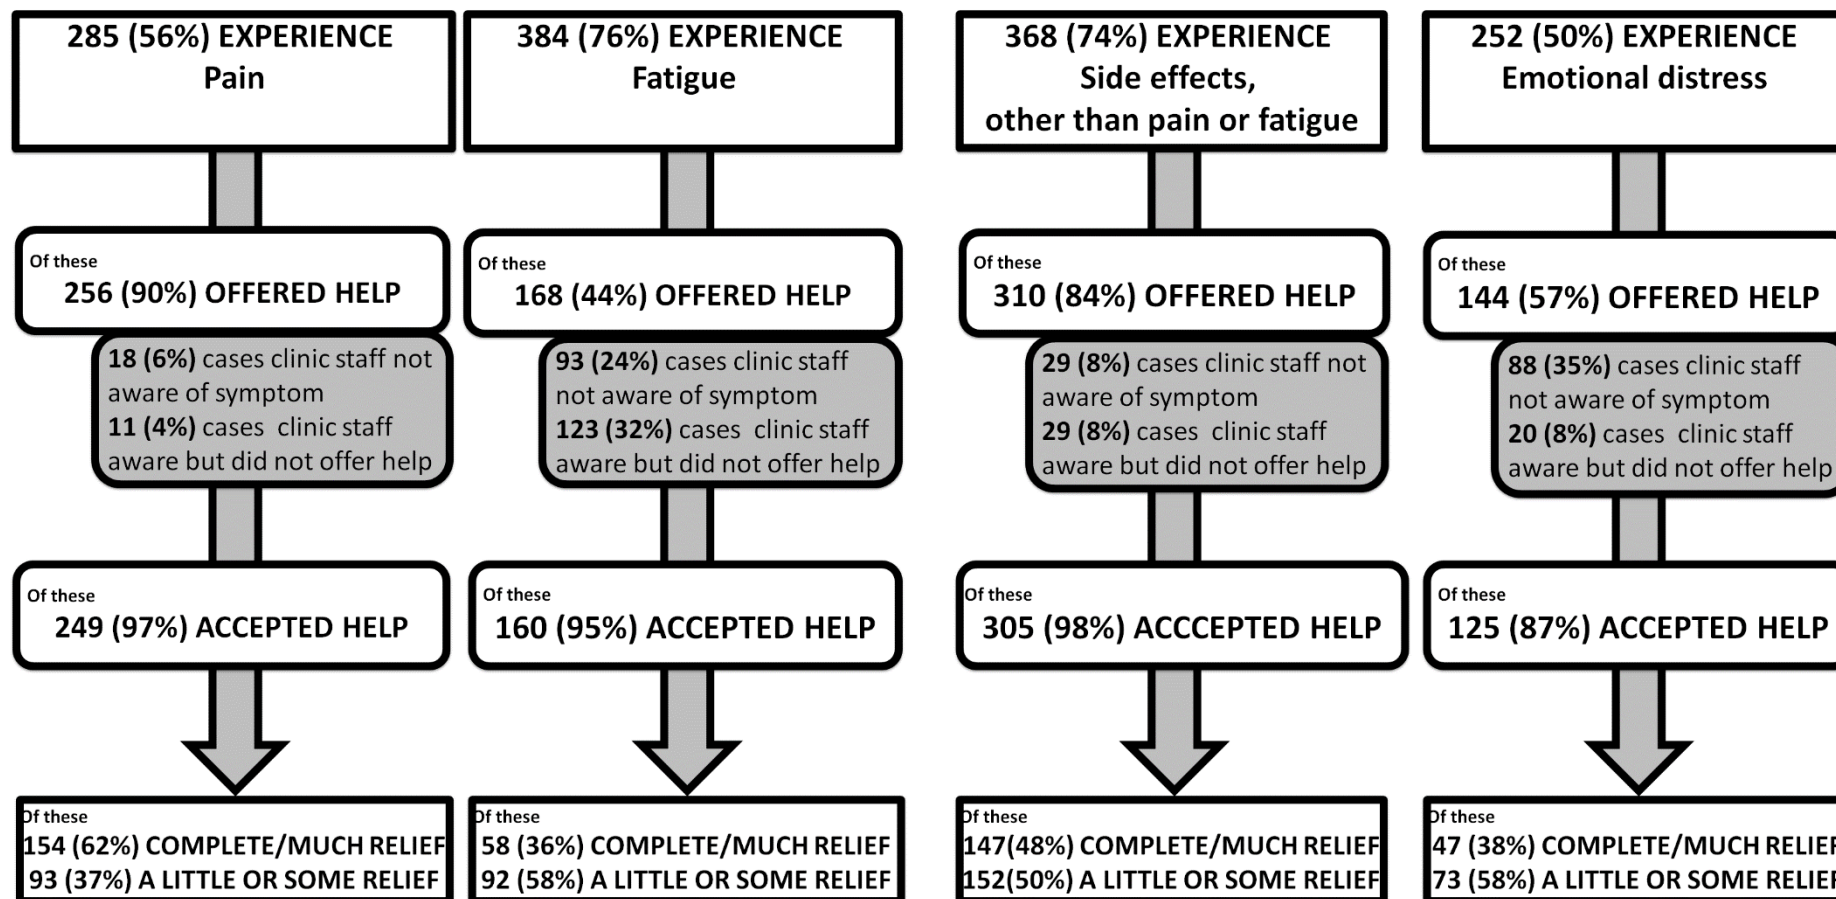 285 (56%) EXPERIENCE
Pain
Of these
256 (90%) OFFERED HELP
18 (6%) cases clinic staff not
aware of symptom
11 (4%) cases clinic staff
aware but did not offer help
Of these
249 (97%) ACCEPTED HELP
Of these
154 (62%) COMPLETE/MUCH RELIEF
93 (37%) A LITTLE OR SOME RELIEF
384 (76%) EXPERIENCE
Fatigue
Of these
168 (44%) OFFERED HELP
93 (24%) cases clinic staff
not aware of symptom
123 (32%) cases clinic staff
aware but did not offer help
Of these
160 (95%) ACCEPTED HELP
Of these
58 (36%) COMPLETE/MUCH RELIEF
92 (58%) A LITTLE OR SOME RELIEF
368 (74%) EXPERIENCE
Side effects,
other than pain or fatigue
Of these
310 (84%) OFFERED HELP
29 (8%) cases clinic staff not
aware of symptom
29 (8%) cases clinic staff
aware but did not offer help
Of these
305 (98%) ACCCEPTED HELP
Of these
147(48%) COMPLETE/MUCH RELIEF
152(50%) A LITTLE OR SOME RELIEF
252 (50%) EXPERIENCE
Emotional distress
Of these
144 (57%) OFFERED HELP
88 (35%) cases clinic staff
not aware of symptom
20 (8%) cases clinic staff
aware but did not offer help
Of these
125 (87%) ACCEPTED HELP
Of these
47 (38%) COMPLETE/MUCH RELIEF
73 (58%) A LITTLE OR SOME RELIEF